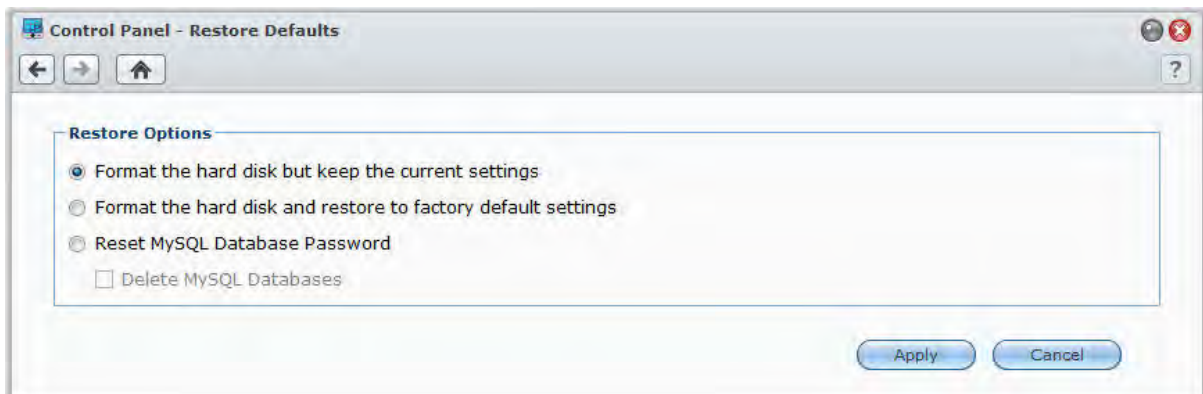 Control Panel - Restore Defaults
?
Restore Options
Format the hard disk but keep the current settings
Format the hard disk and restore to factory default settings
Reset MySQL Database Password
Delete MySQL Databases
Apply Cancel